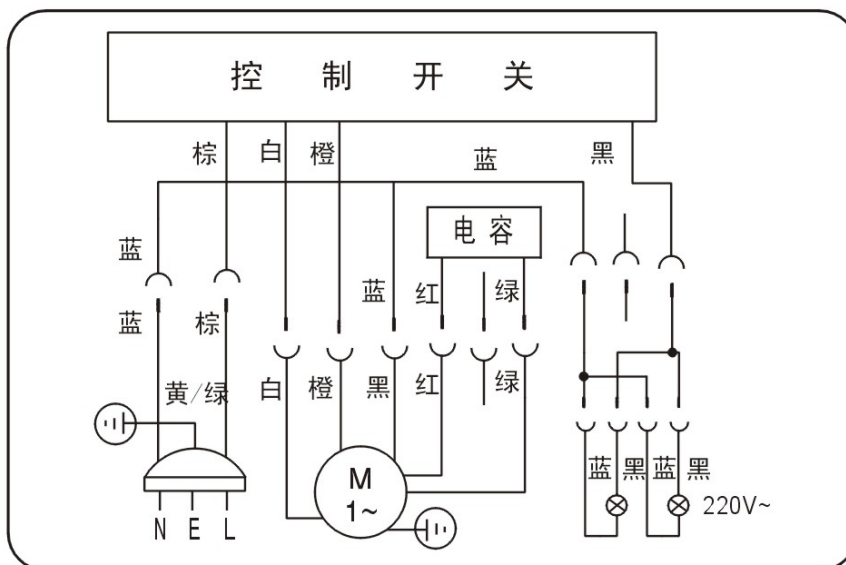 控制开关
棕 白 橙 蓝 黑
电容
蓝 蓝 红 绿
蓝 棕
黄/绿 白 橙 黑 红 绿
蓝 黑 蓝 黑
M
1~
220V~
N E L